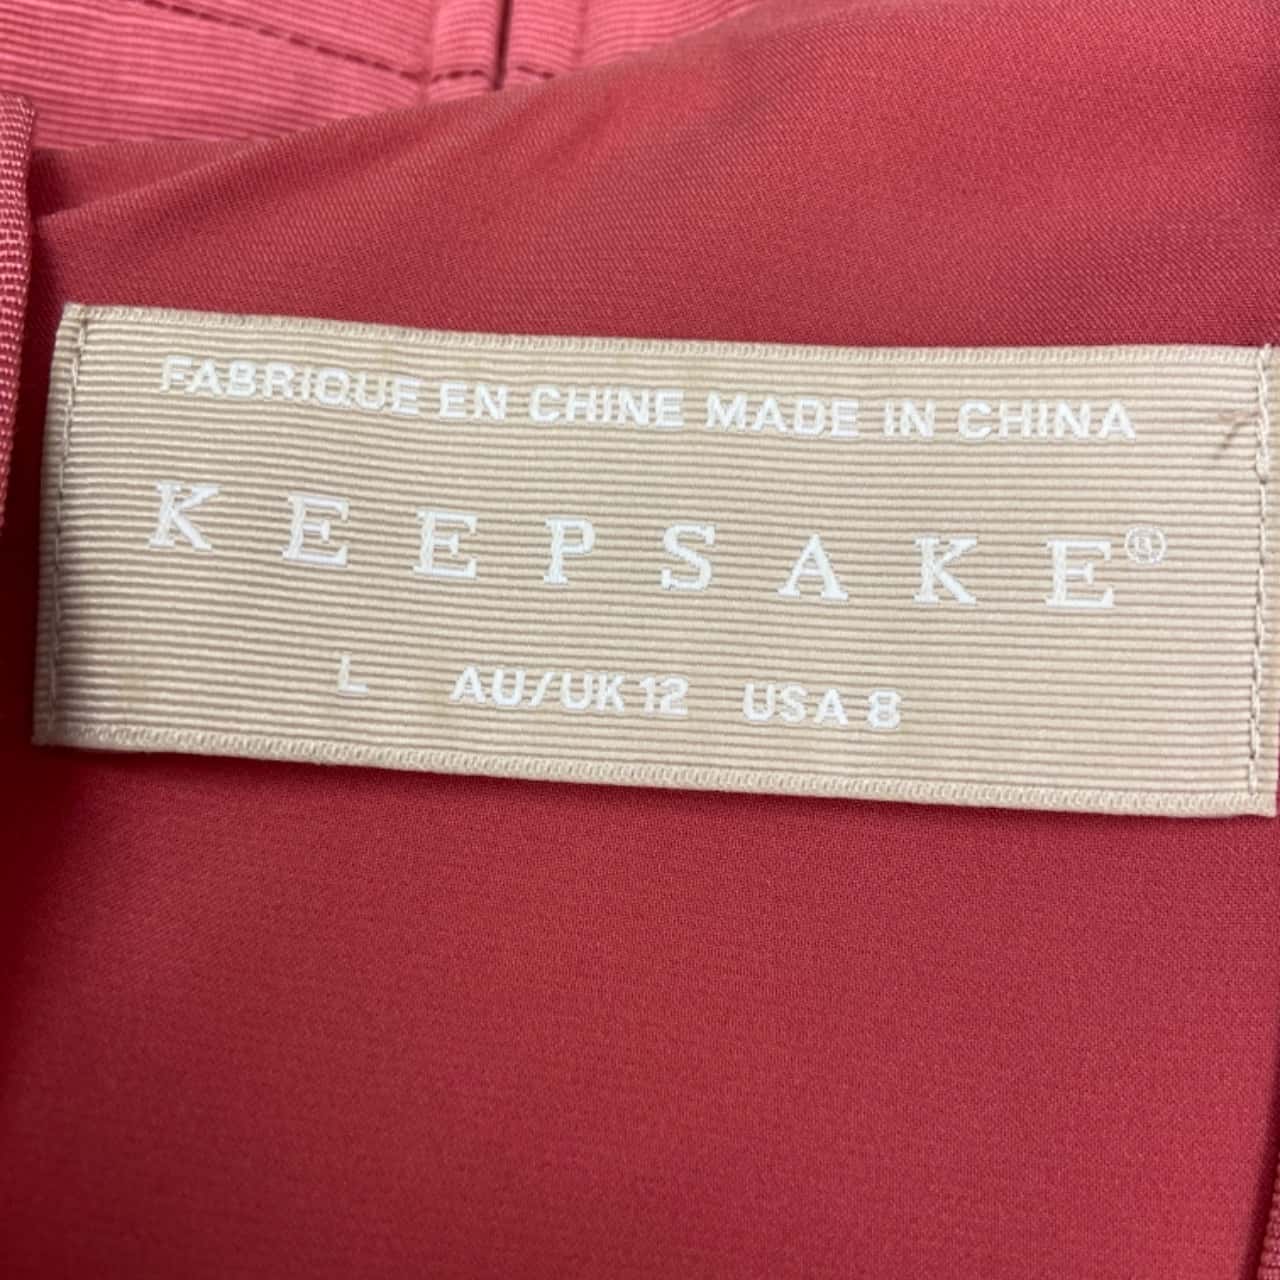 FABRIQUE EN CHINE MADE IN CHINA
KEEPSAKE®
L AU/UK 12 USA 8